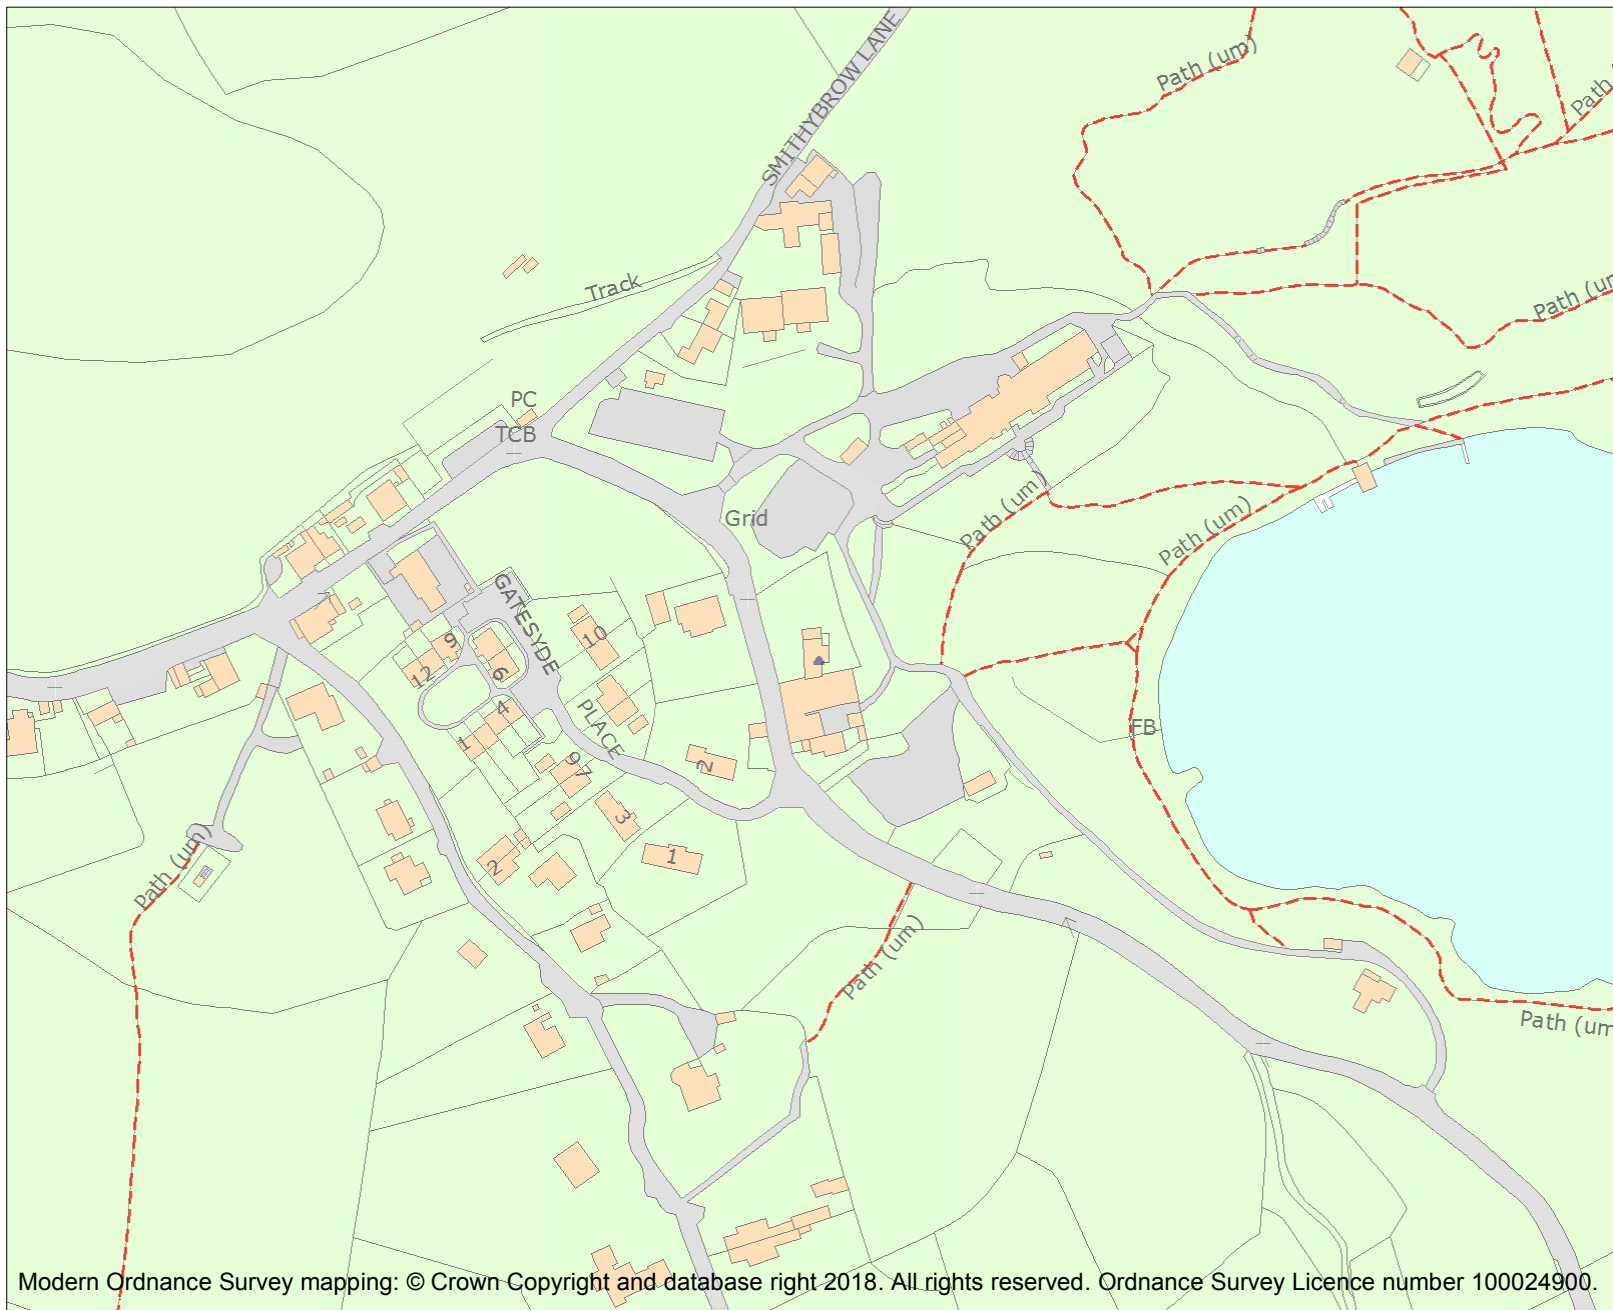 SMITHYBROW LANE
Path (um)
Path
Track
Path (um
PC
TCB
Grid
Path (um)
Path (um)
GATESYDE
PLACE
10
9
12
6
4
1
9
7
2
3
1
2
FB
Path (um)
Path (um)
Path (um
Modern Ordnance Survey mapping: © Crown Copyright and database right 2018. All rights reserved. Ordnance Survey Licence number 100024900.